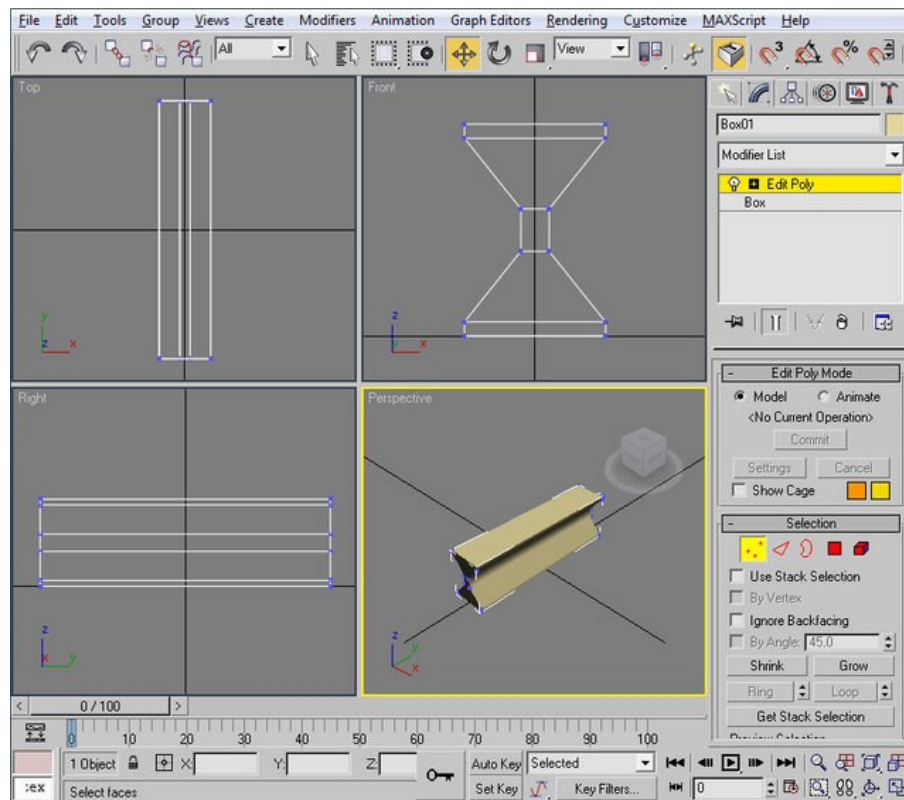 File Edit Tools Group Views Create Modifiers Animation Graph Editors Rendering Customize MAXScript Help
All
View
3
%
Top
Front
Right
Perspective
z x y
z x y
z x y
z x y
Box01
Modifier List
Edit Poly
Box
- Edit Poly Mode
Model Animate
<No Current Operation>
Commit
Settings Cancel
Show Cage
- Selection
Use Stack Selection
By Vertex
Ignore Backfacing
By Angle: 45,0
Shrink Grow
Ring Loop
Get Stack Selection
Preview Selection
< 0 / 100 >
0 10 20 30 40 50 60 70 80 90 100
1 Object X: Y: Z: Auto Key Selected
:ex Select faces Set Key Key Filters... 0